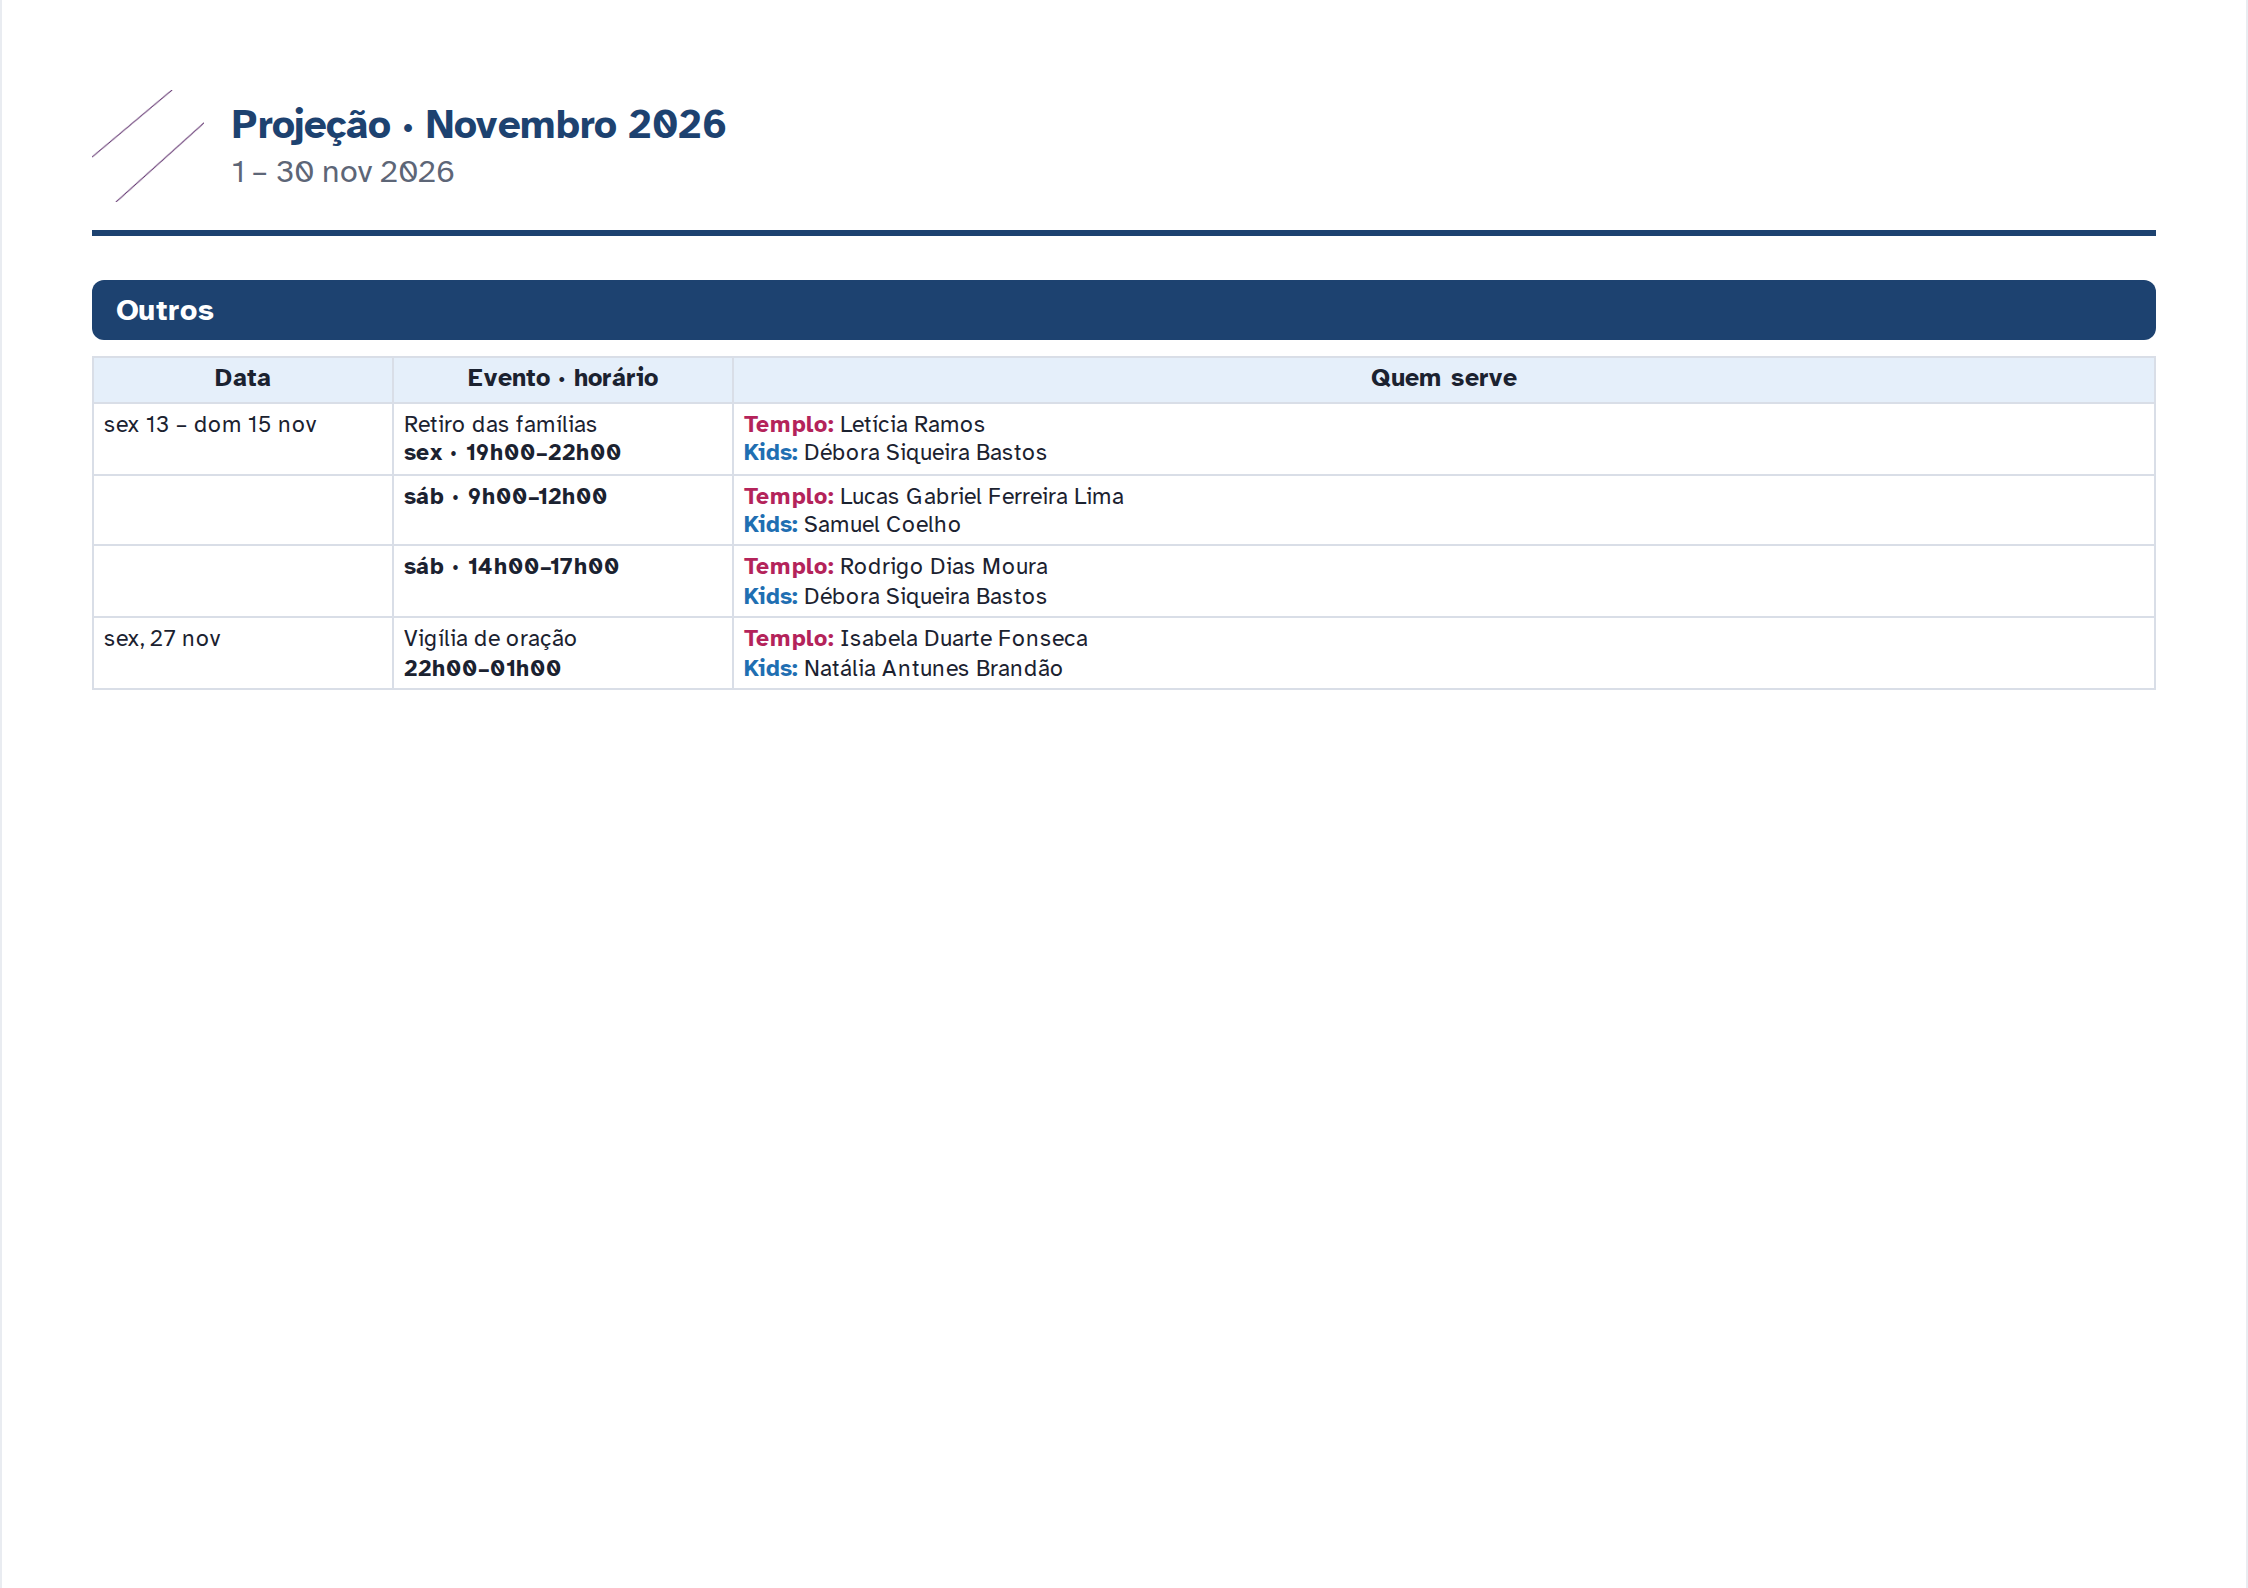 Projeção • Novembro 2026
1 – 30 nov 2026
Outros
Data
Evento • horário
Quem serve
sex 13 – dom 15 nov
Retiro das famílias
sex • 19h00–22h00
Templo: Letícia Ramos
Kids: Débora Siqueira Bastos
sáb • 9h00–12h00
Templo: Lucas Gabriel Ferreira Lima
Kids: Samuel Coelho
sáb • 14h00–17h00
Templo: Rodrigo Dias Moura
Kids: Débora Siqueira Bastos
sex, 27 nov
Vigília de oração
22h00–01h00
Templo: Isabela Duarte Fonseca
Kids: Natália Antunes Brandão